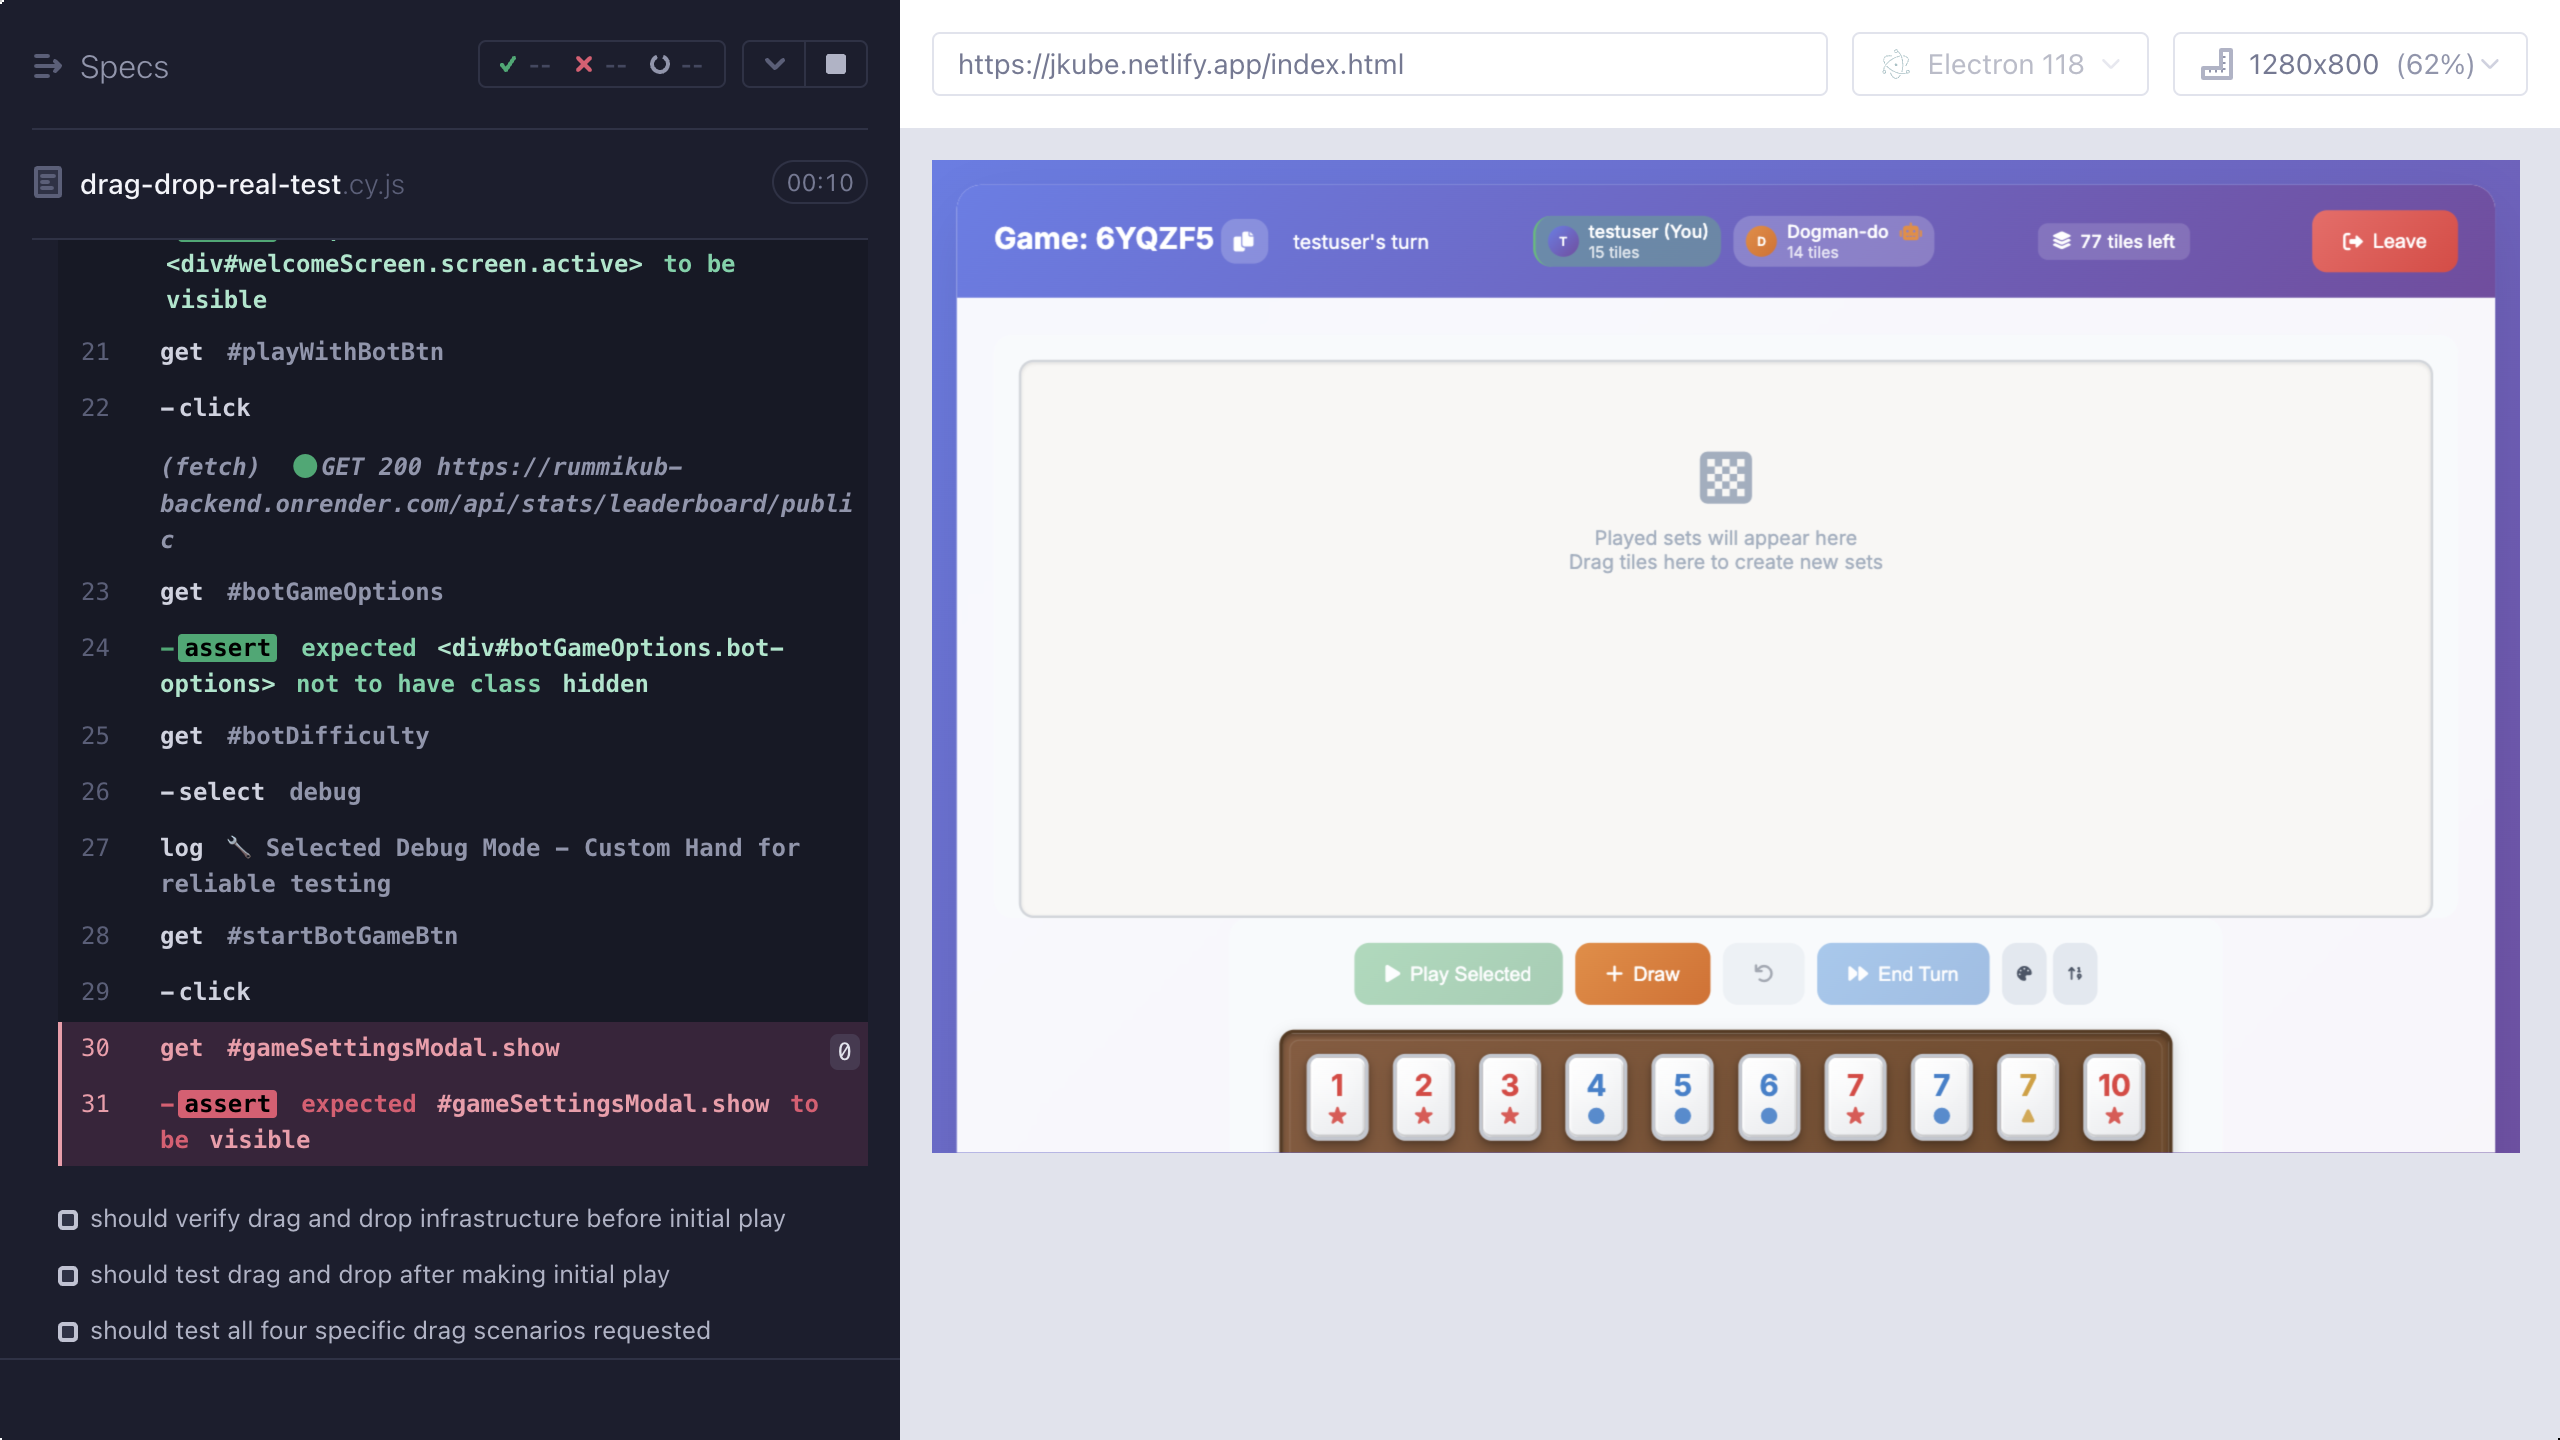 Specs
-- -- --
drag-drop-real-test.cy.js
00:10
<div#welcomeScreen.screen.active> to be
visible
21 get #playWithBotBtn
22 -click
(fetch) GET 200 https://rummikub-
backend.onrender.com/api/stats/leaderboard/publi
c
23 get #botGameOptions
24 -assert expected <div#botGameOptions.bot-
options> not to have class hidden
25 get #botDifficulty
26 -select debug
27 log 🔧 Selected Debug Mode - Custom Hand for
reliable testing
28 get #startBotGameBtn
29 -click
30 get #gameSettingsModal.show 0
31 -assert expected #gameSettingsModal.show to
be visible
should verify drag and drop infrastructure before initial play
should test drag and drop after making initial play
should test all four specific drag scenarios requested
https://jkube.netlify.app/index.html
Electron 118
1280x800 (62%)
Game: 6YQZF5
testuser's turn
T
testuser (You)
15 tiles
D
Dogman-do
14 tiles
77 tiles left
Leave
Played sets will appear here
Drag tiles here to create new sets
Play Selected
Draw
End Turn
1 2 3 4 5 6 7 7 7 10